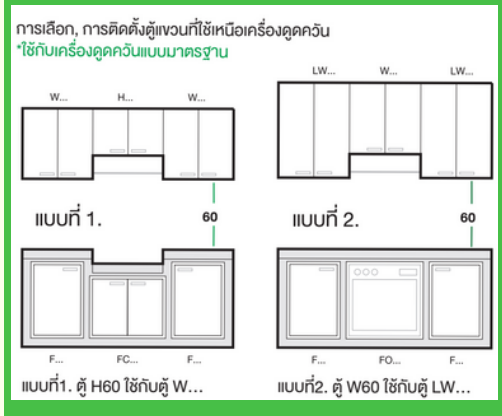 การเลือก, การติดตั้งตู้แขวนที่ใช้เหนือเครื่องดูดควัน
*ใช้กับเครื่องดูดควันแบบมาตรฐาน
W... H... W...
LW... W... LW...
แบบที่ 1. 60
แบบที่ 2. 60
F... FC... F...
F... FO... F...
แบบที่1. ตู้ H60 ใช้กับตู้ W...
แบบที่2. ตู้ W60 ใช้กับตู้ LW...